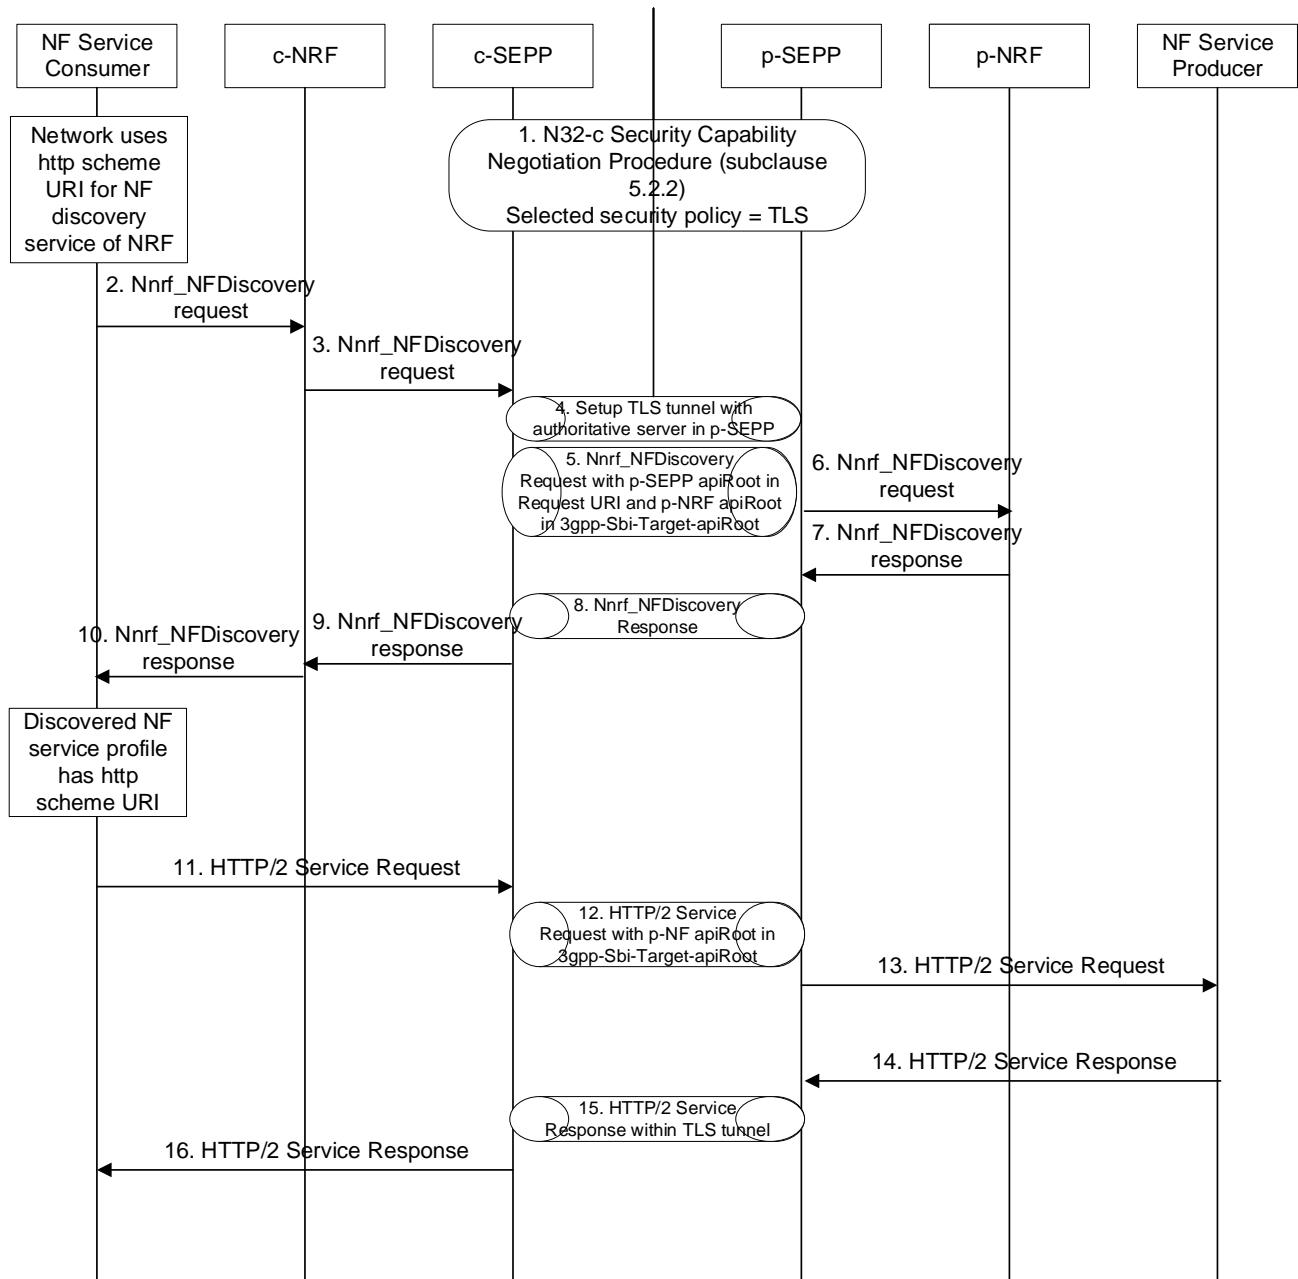 NF Service
Consumer
c-NRF
c-SEPP
p-SEPP
p-NRF
NF Service
Producer
Network uses
http scheme
URI for NF
discovery
service of NRF
1. N32-c Security Capability
Negotiation Procedure (subclause
5.2.2)
Selected security policy = TLS
2. Nnrf_NFDiscovery
request
3. Nnrf_NFDiscovery
request
4. Setup TLS tunnel with
authoritative server in p-SEPP
5. Nnrf_NFDiscovery
Request with p-SEPP apiRoot in
Request URI and p-NRF apiRoot
in 3gpp-Sbi-Target-apiRoot
6. Nnrf_NFDiscovery
request
7. Nnrf_NFDiscovery
response
8. Nnrf_NFDiscovery
Response
9. Nnrf_NFDiscovery
response
10. Nnrf_NFDiscovery
response
Discovered NF
service profile
has http
scheme URI
11. HTTP/2 Service Request
12. HTTP/2 Service
Request with p-NF apiRoot in
3gpp-Sbi-Target-apiRoot
13. HTTP/2 Service Request
14. HTTP/2 Service Response
15. HTTP/2 Service
Response within TLS tunnel
16. HTTP/2 Service Response